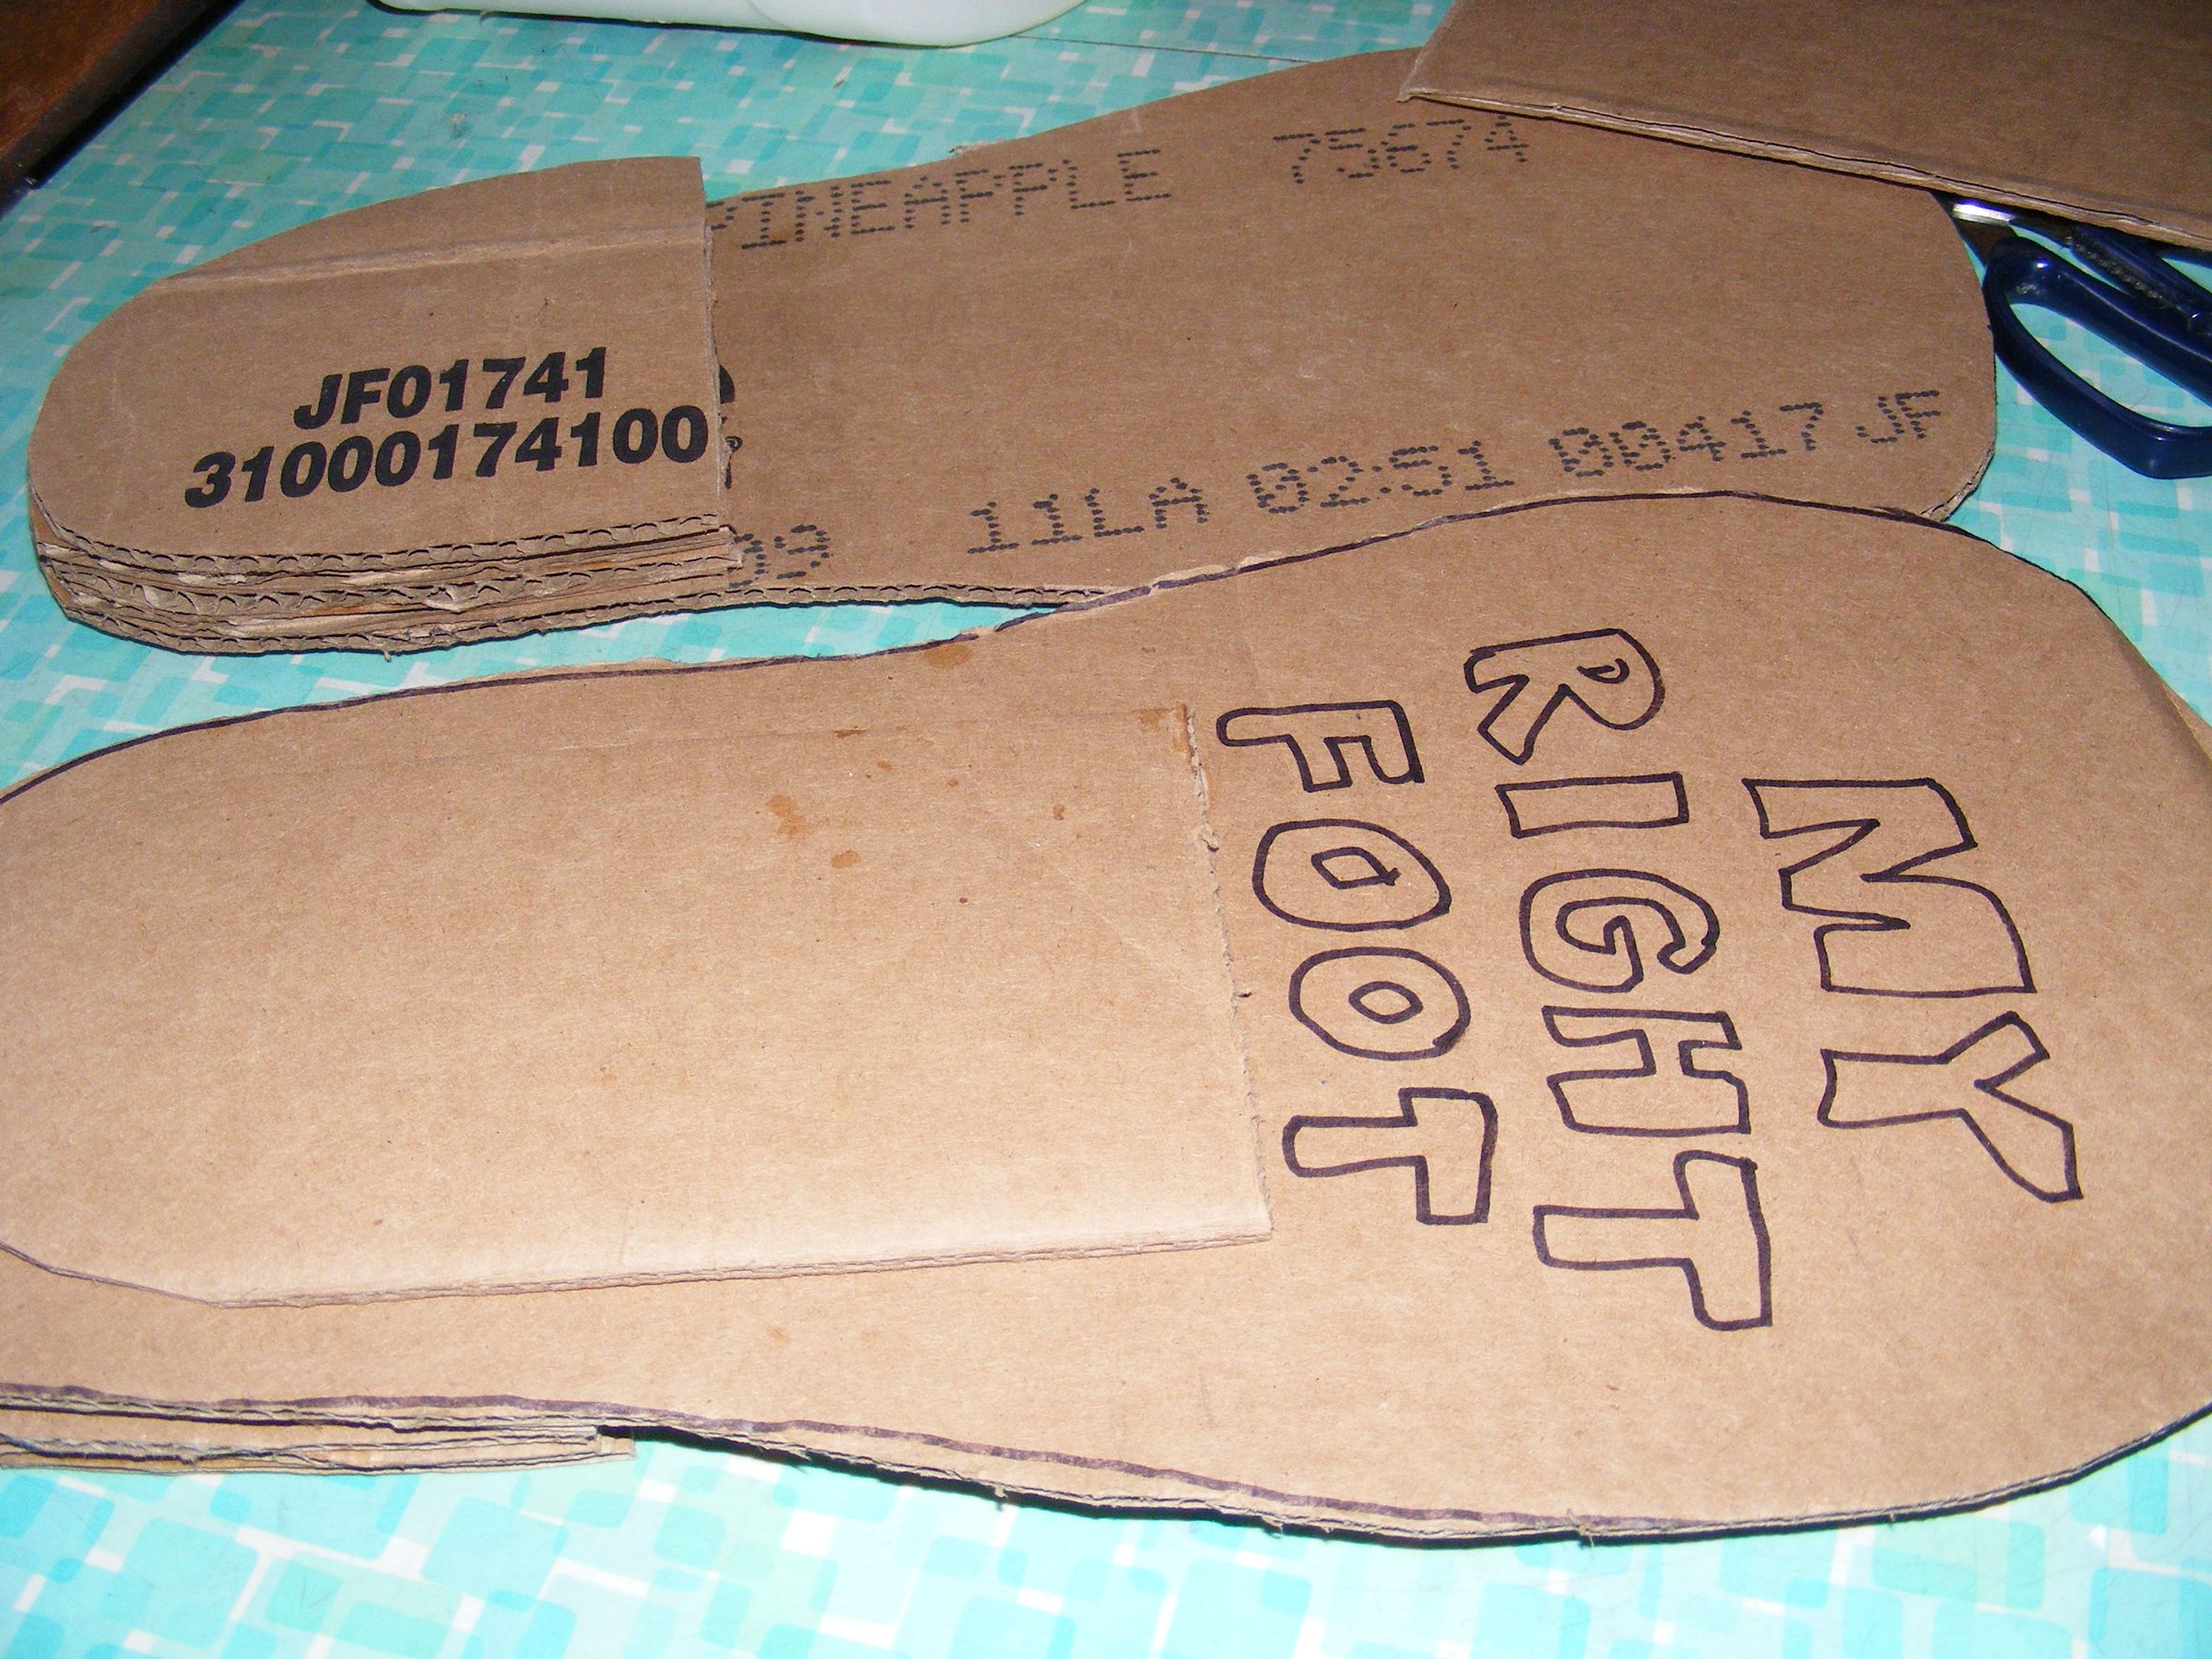 PINEAPPLE 75674
JF01741
31000174100
11LA 02:51 00417 JF
MY
RIGHT
FOOT